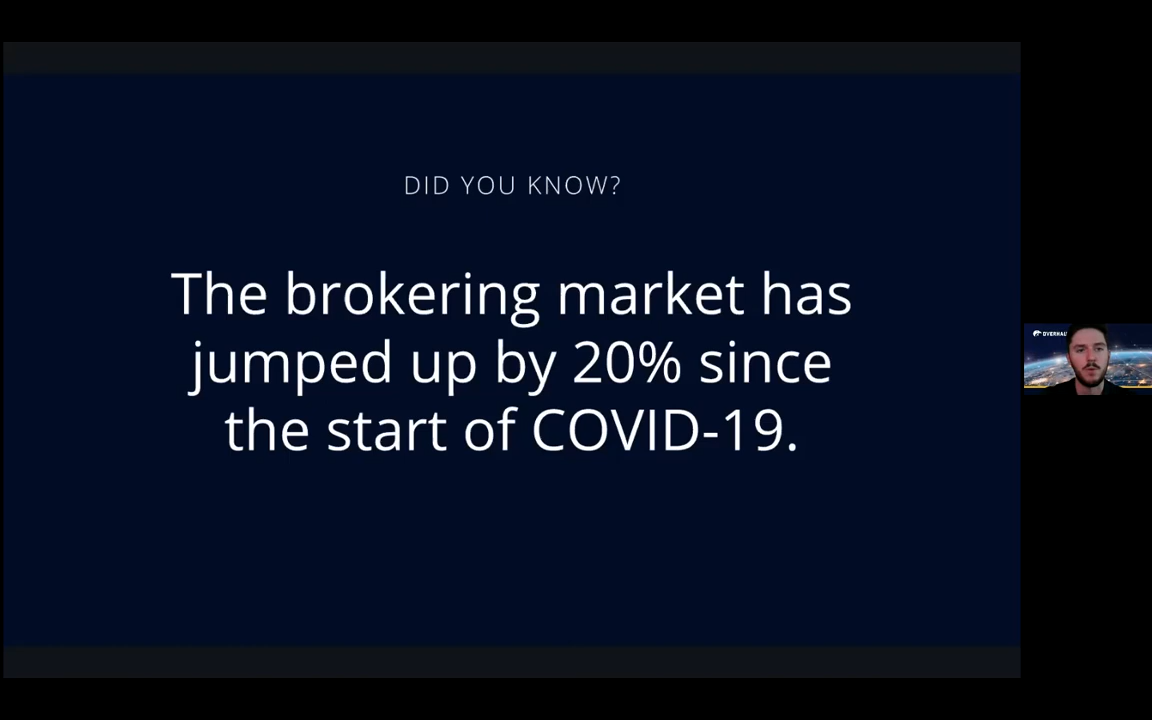 DID YOU KNOW?
The brokering market has
jumped up by 20% since
the start of COVID-19.